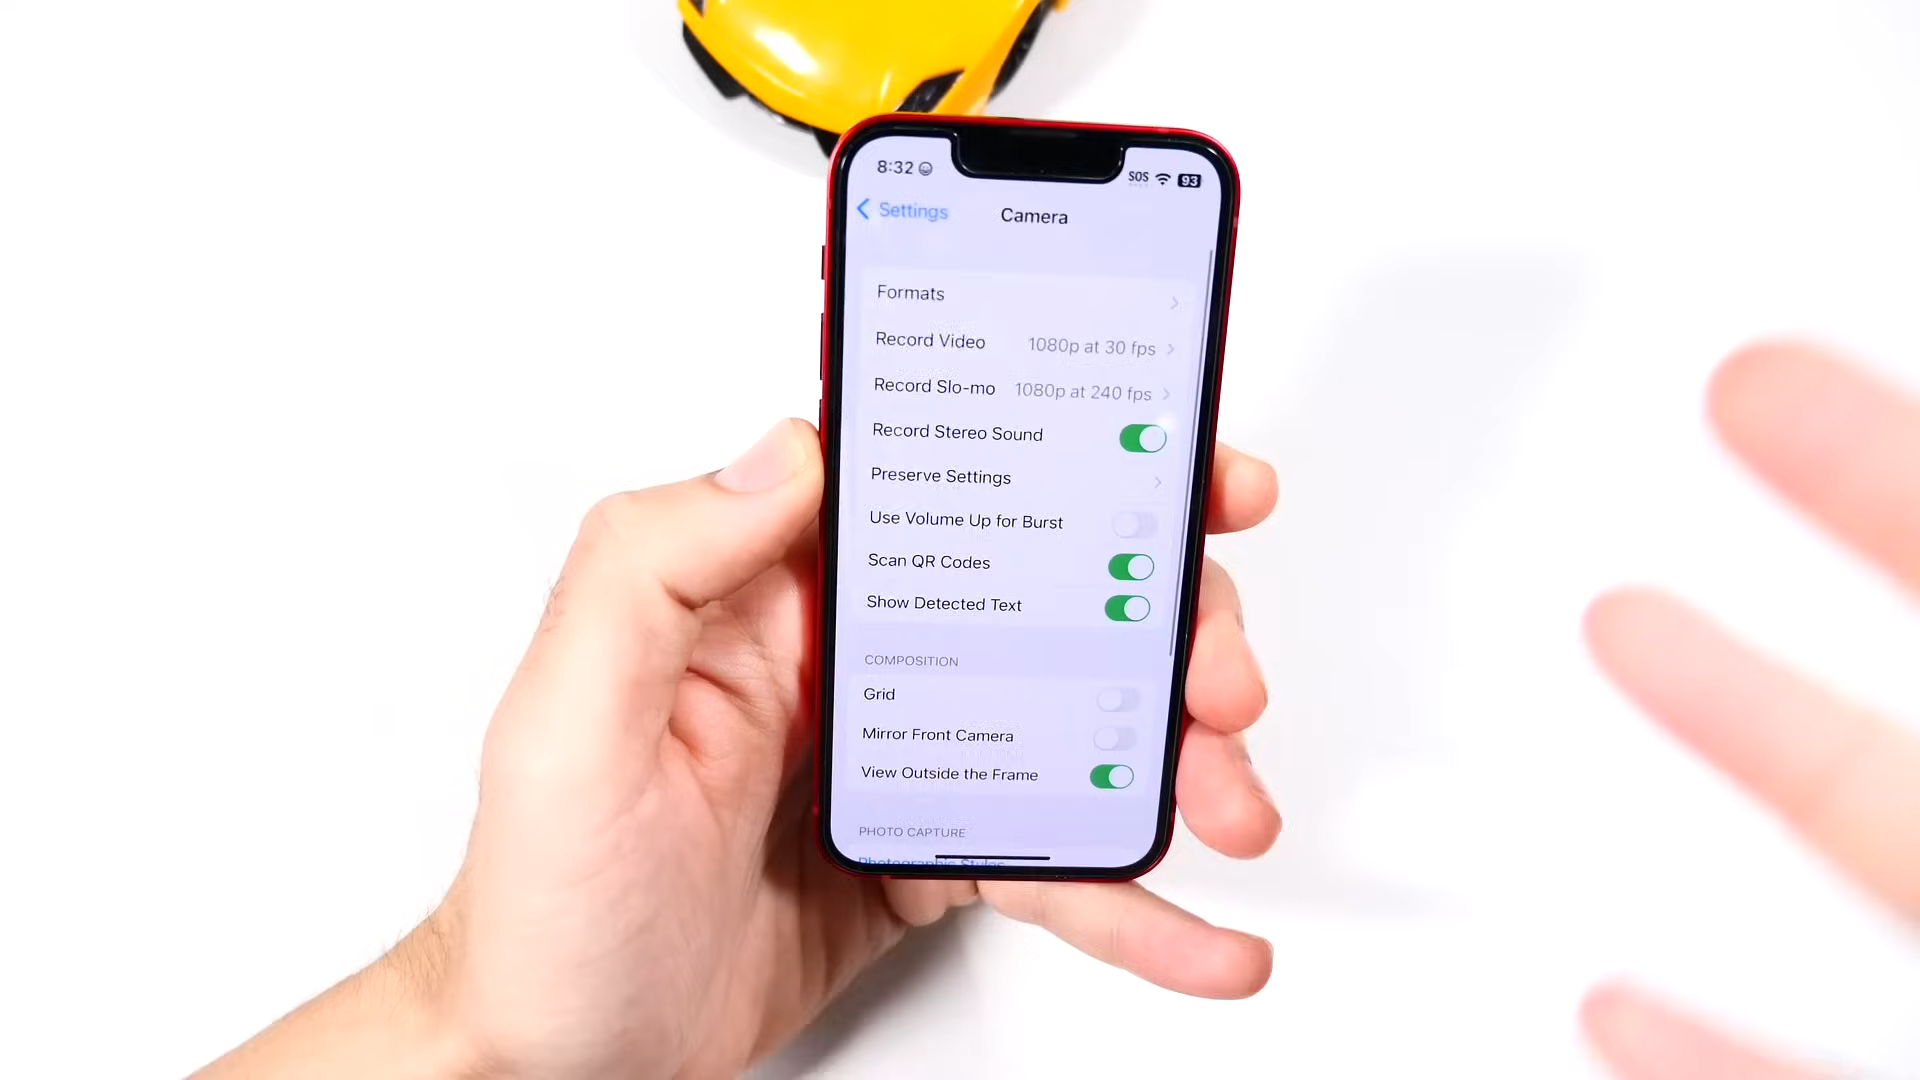 8:32 SOS 93
Settings Camera
Formats
Record Video 1080p at 30 fps
Record Slo-mo 1080p at 240 fps
Record Stereo Sound
Preserve Settings
Use Volume Up for Burst
Scan QR Codes
Show Detected Text
COMPOSITION
Grid
Mirror Front Camera
View Outside the Frame
PHOTO CAPTURE
Photographic Styles